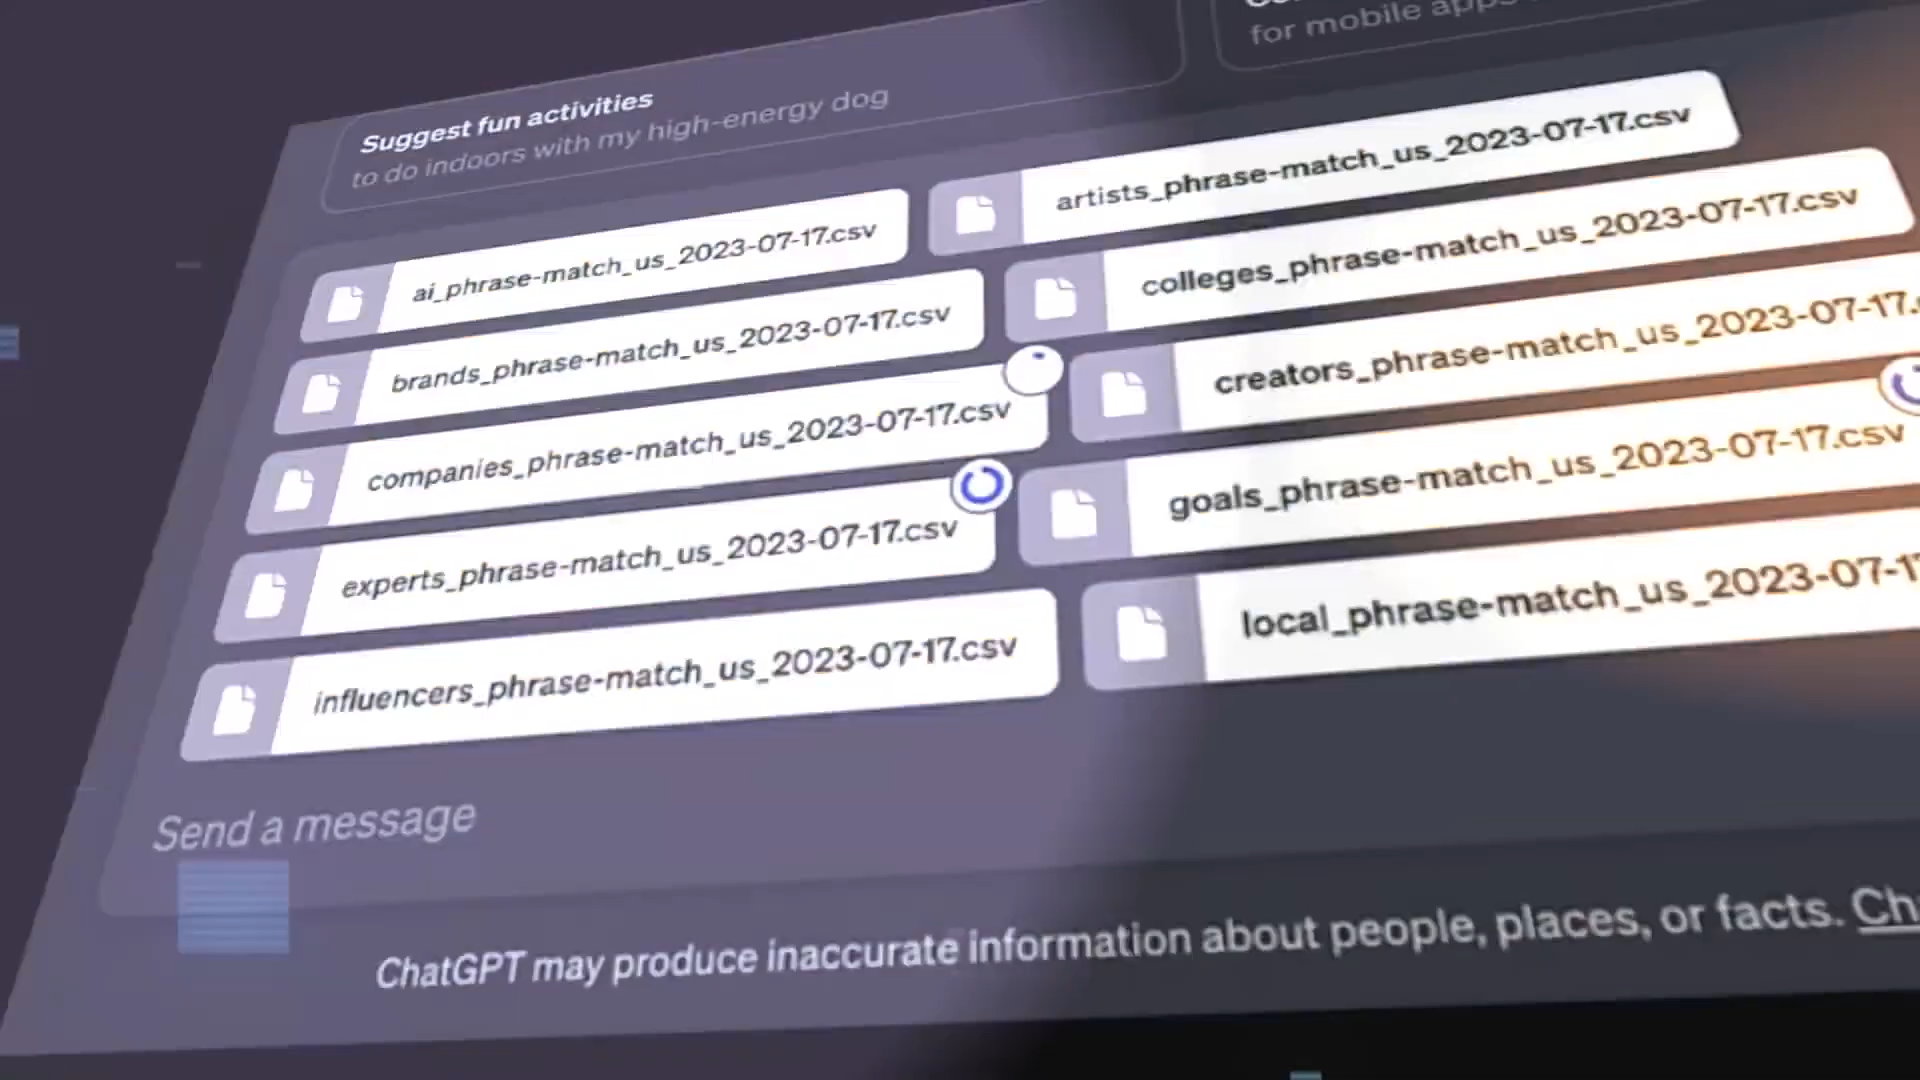 for mobile apps
Suggest fun activities
to do indoors with my high-energy dog
ai_phrase-match_us_2023-07-17.csv
artists_phrase-match_us_2023-07-17.csv
brands_phrase-match_us_2023-07-17.csv
colleges_phrase-match_us_2023-07-17.csv
companies_phrase-match_us_2023-07-17.csv
creators_phrase-match_us_2023-07-17.
experts_phrase-match_us_2023-07-17.csv
goals_phrase-match_us_2023-07-17.csv
influencers_phrase-match_us_2023-07-17.csv
local_phrase-match_us_2023-07-17
Send a message
ChatGPT may produce inaccurate information about people, places, or facts. Ch